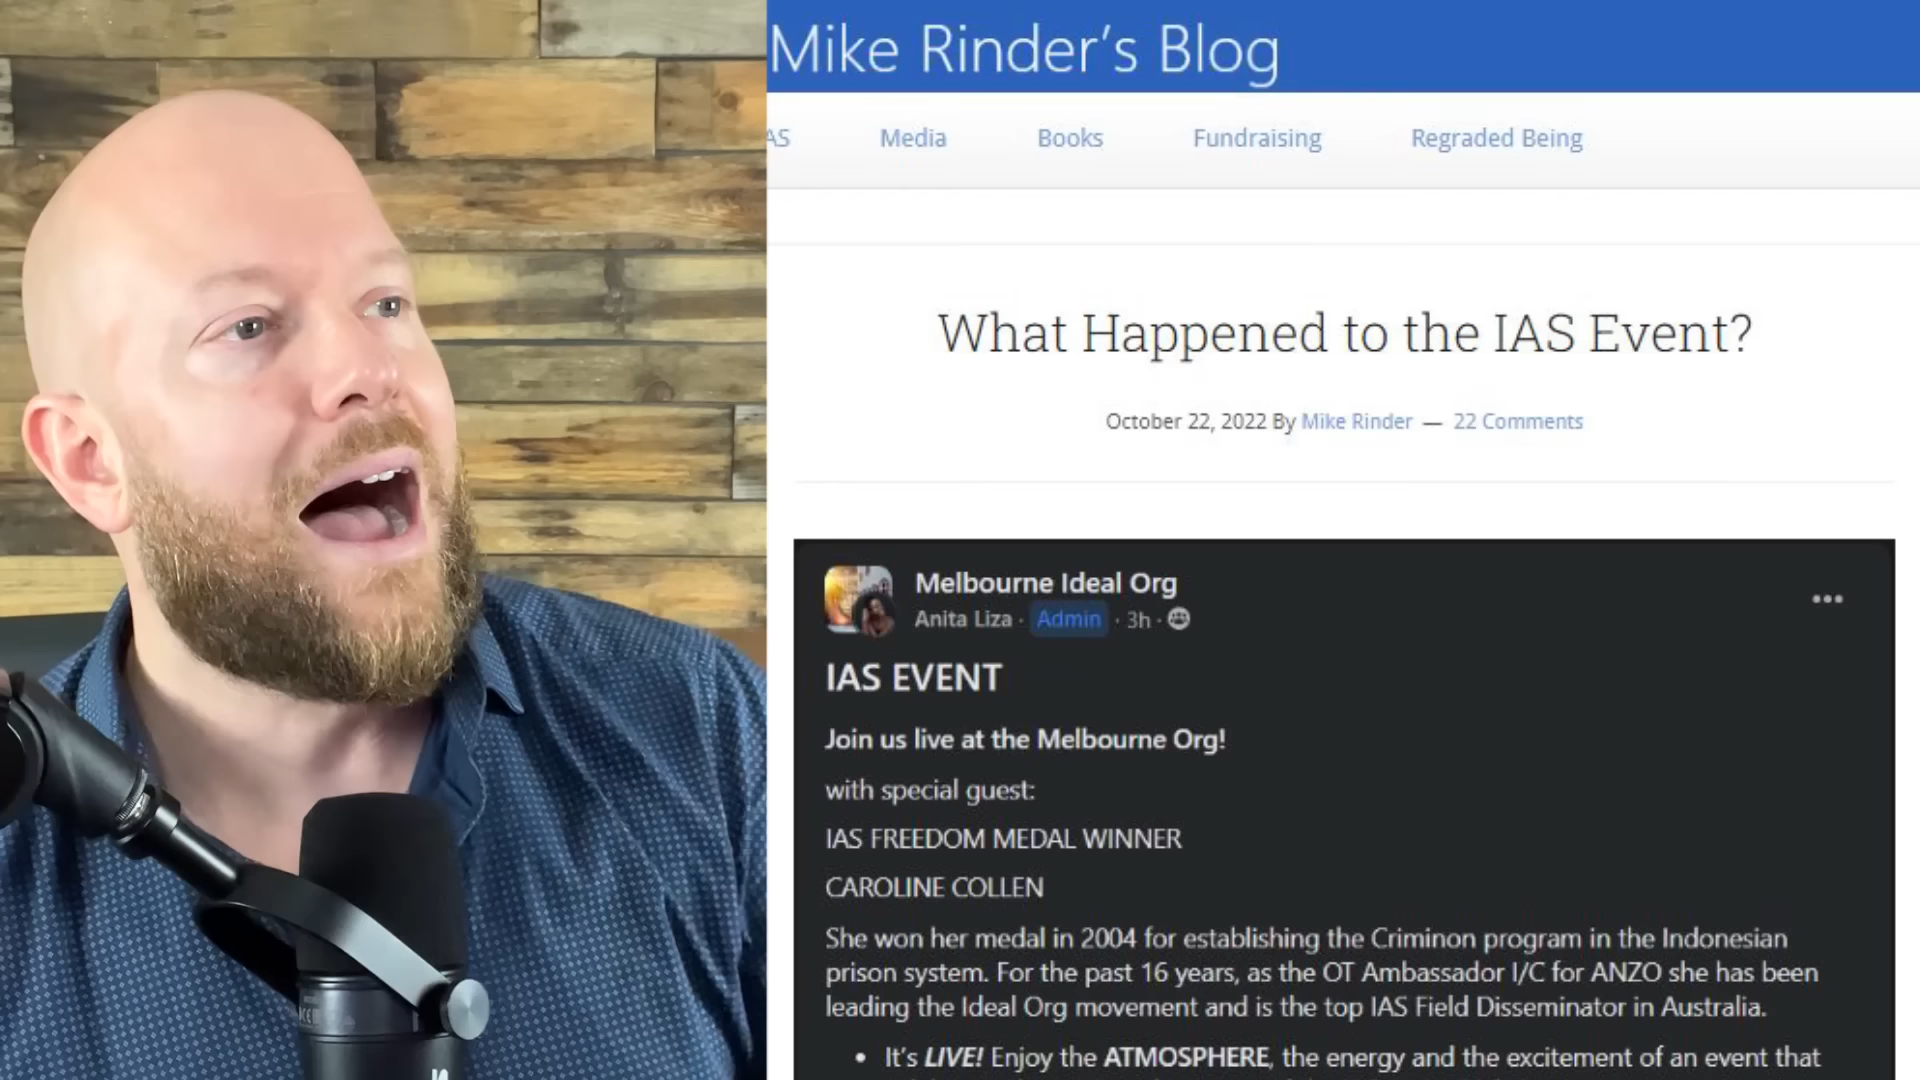 Mike Rinder’s Blog
AS Media Books Fundraising Regraded Being
What Happened to the IAS Event?
October 22, 2022 By Mike Rinder — 22 Comments
Melbourne Ideal Org
Anita Liza · Admin · 3h ·
IAS EVENT
Join us live at the Melbourne Org!
with special guest:
IAS FREEDOM MEDAL WINNER
CAROLINE COLLEN
She won her medal in 2004 for establishing the Criminon program in the Indonesian
prison system. For the past 16 years, as the OT Ambassador I/C for ANZO she has been
leading the Ideal Org movement and is the top IAS Field Disseminator in Australia.
• It’s LIVE! Enjoy the ATMOSPHERE, the energy and the excitement of an event that